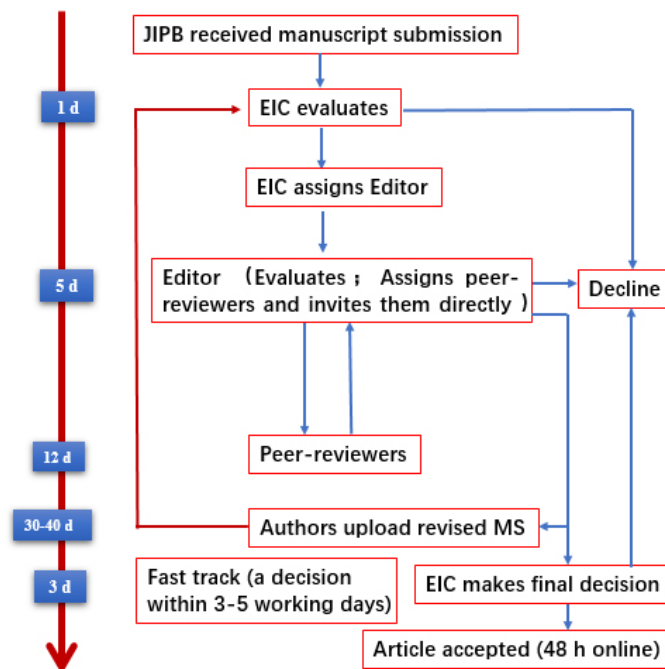 JIPB received manuscript submission
1 d
EIC evaluates
EIC assigns Editor
5 d
Editor （Evaluates； Assigns peer-
reviewers and invites them directly）
Decline
12 d
Peer-reviewers
30-40 d
Authors upload revised MS
3 d
Fast track (a decision
within 3-5 working days)
EIC makes final decision
Article accepted (48 h online)